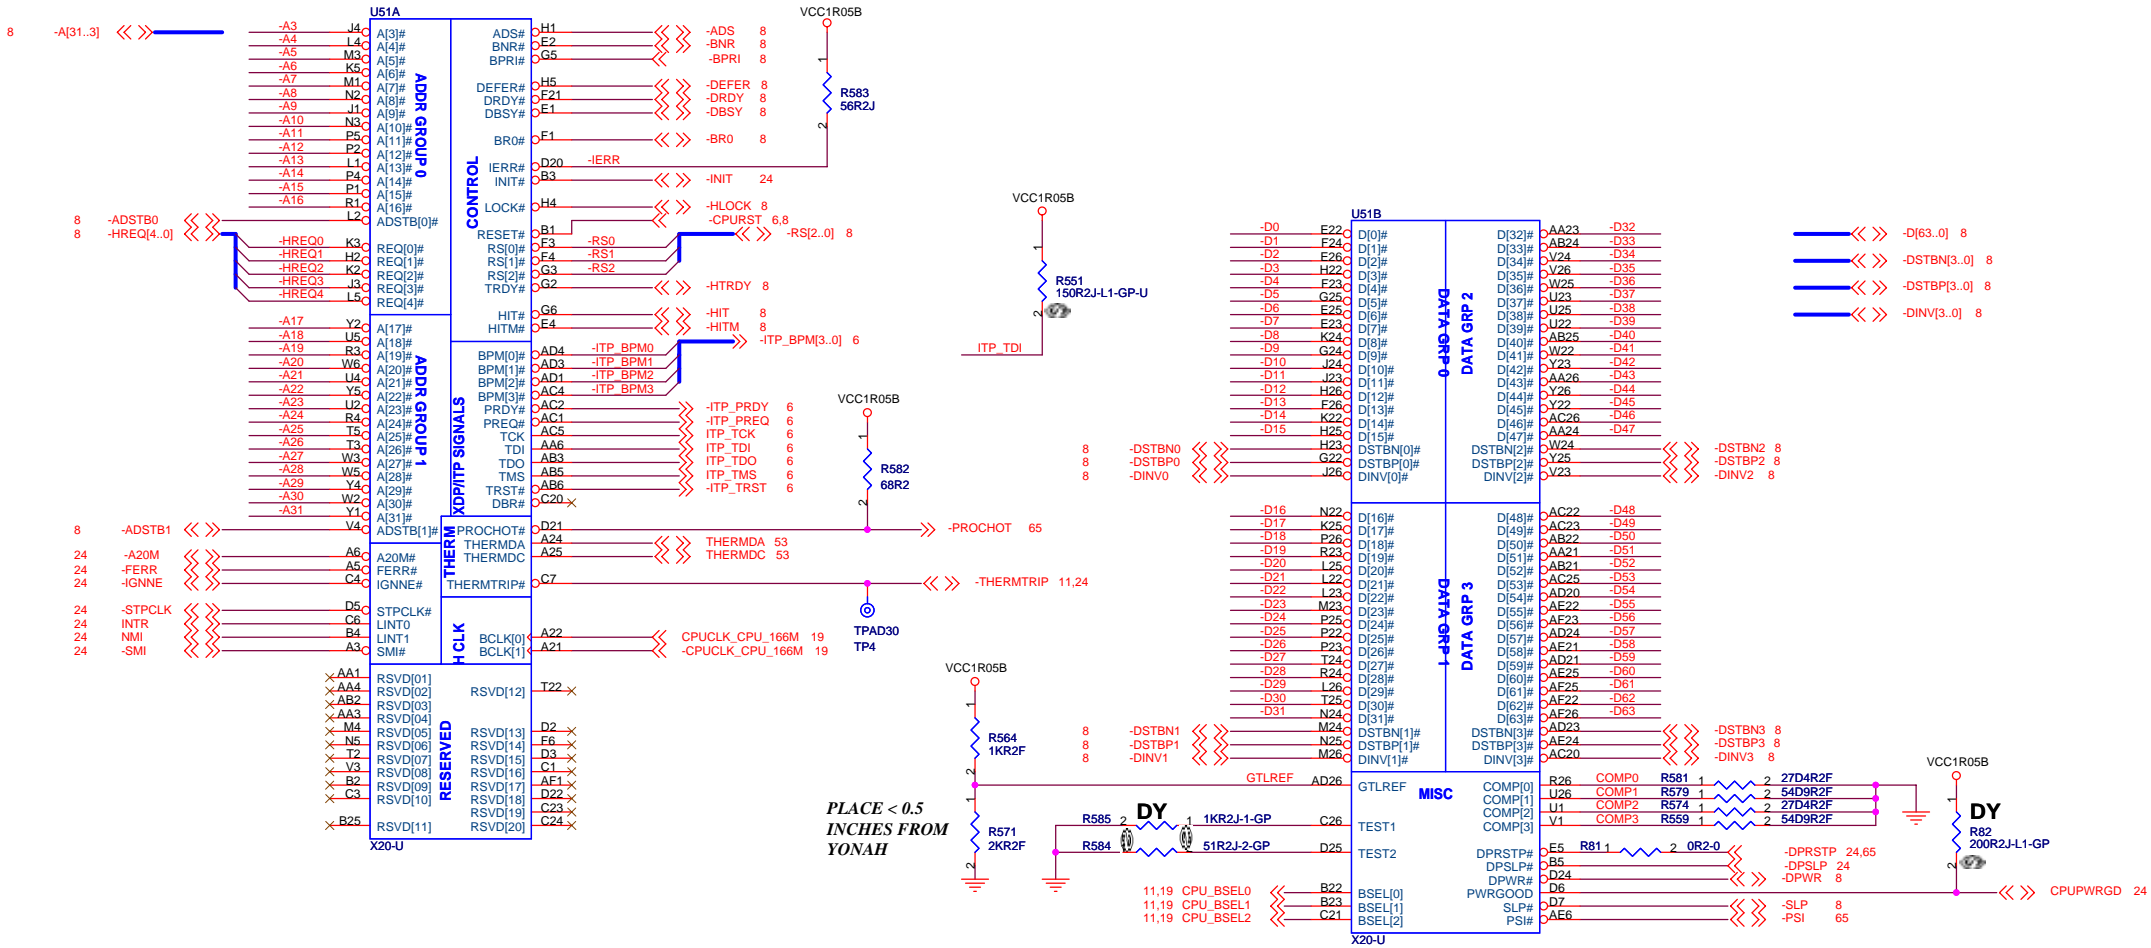 U51A
8 -A[31..3]
-A3 J4 A[3]#
-A4 L4 A[4]#
-A5 M3 A[5]#
-A6 K5 A[6]#
-A7 M1 A[7]#
-A8 N2 A[8]#
-A9 J1 A[9]#
-A10 N3 A[10]#
-A11 P5 A[11]#
-A12 P2 A[12]#
-A13 L1 A[13]#
-A14 P4 A[14]#
-A15 P1 A[15]#
-A16 R1 A[16]#
8 -ADSTB0 L2 ADSTB[0]#
8 -HREQ[4..0]
-HREQ0 K3 REQ[0]#
-HREQ1 H2 REQ[1]#
-HREQ2 K2 REQ[2]#
-HREQ3 J3 REQ[3]#
-HREQ4 L5 REQ[4]#
ADDR GROUP 0
-A17 Y2 A[17]#
-A18 U5 A[18]#
-A19 R3 A[19]#
-A20 W6 A[20]#
-A21 U4 A[21]#
-A22 Y5 A[22]#
-A23 U2 A[23]#
-A24 R4 A[24]#
-A25 T5 A[25]#
-A26 T3 A[26]#
-A27 W3 A[27]#
-A28 W5 A[28]#
-A29 Y4 A[29]#
-A30 W2 A[30]#
-A31 Y1 A[31]#
8 -ADSTB1 V4 ADSTB[1]#
ADDR GROUP 1
24 -A20M A6 A20M#
24 -FERR A5 FERR#
24 -IGNNE C4 IGNNE#
24 -STPCLK D5 STPCLK#
24 INTR C6 LINT0
24 NMI B4 LINT1
24 -SMI A3 SMI#
AA1 RSVD[01]
AA4 RSVD[02]
AB2 RSVD[03]
AA3 RSVD[04]
M4 RSVD[05]
N5 RSVD[06]
T2 RSVD[07]
V3 RSVD[08]
B2 RSVD[09]
C3 RSVD[10]
B25 RSVD[11]
RESERVED
X20-U
CONTROL
ADS# H1 -ADS 8
BNR# E2 -BNR 8
BPRI# G5 -BPRI 8
DEFER# H5 -DEFER 8
DRDY# F21 -DRDY 8
DBSY# E1 -DBSY 8
BR0# F1 -BR0 8
IERR# D20 -IERR
INIT# B3 -INIT 24
LOCK# H4 -HLOCK 8
RESET# B1 -CPURST 6,8
RS[0]# F3 -RS0 -RS[2..0] 8
RS[1]# F4 -RS1
RS[2]# G3 -RS2
TRDY# G2 -HTRDY 8
HIT# G6 -HIT 8
HITM# E4 -HITM 8
XDP/ITP SIGNALS
BPM[0]# AD4 -ITP_BPM0 -ITP_BPM[3..0] 6
BPM[1]# AD3 -ITP_BPM1
BPM[2]# AD1 -ITP_BPM2
BPM[3]# AC4 -ITP_BPM3
PRDY# AC2 -ITP_PRDY 6
PREQ# AC1 -ITP_PREQ 6
TCK AC5 ITP_TCK 6
TDI AA6 ITP_TDI 6
TDO AB3 ITP_TDO 6
TMS AB5 ITP_TMS 6
TRST# AB6 -ITP_TRST 6
DBR# C20
THERM
PROCHOT# D21 -PROCHOT 65
THERMDA A24 THERMDA 53
THERMDC A25 THERMDC 53
THERMTRIP# C7 -THERMTRIP 11,24
H CLK
BCLK[0] A22 CPUCLK_CPU_166M 19
BCLK[1] A21 -CPUCLK_CPU_166M 19
RSVD[12] T22
RSVD[13] D2
RSVD[14] F6
RSVD[15] D3
RSVD[16] C1
RSVD[17] AF1
RSVD[18] D22
RSVD[19] C23
RSVD[20] C24
VCC1R05B
1
R583
56R2J
2
VCC1R05B
1
R551
150R2J-L1-GP-U
2
ITP_TDI
VCC1R05B
1
R582
68R2
2
TPAD30
TP4
VCC1R05B
1
R564
1KR2F
2
GTLREF
1
R571
2KR2F
2
PLACE < 0.5
INCHES FROM
YONAH
U51B
-D0 E22 D[0]#
-D1 F24 D[1]#
-D2 E26 D[2]#
-D3 H22 D[3]#
-D4 F23 D[4]#
-D5 G25 D[5]#
-D6 E25 D[6]#
-D7 E23 D[7]#
-D8 K24 D[8]#
-D9 G24 D[9]#
-D10 J24 D[10]#
-D11 J23 D[11]#
-D12 H26 D[12]#
-D13 F26 D[13]#
-D14 K22 D[14]#
-D15 H25 D[15]#
8 -DSTBN0 H23 DSTBN[0]#
8 -DSTBP0 G22 DSTBP[0]#
8 -DINV0 J26 DINV[0]#
DATA GRP 0
-D16 N22 D[16]#
-D17 K25 D[17]#
-D18 P26 D[18]#
-D19 R23 D[19]#
-D20 L25 D[20]#
-D21 L22 D[21]#
-D22 L23 D[22]#
-D23 M23 D[23]#
-D24 P25 D[24]#
-D25 P22 D[25]#
-D26 P23 D[26]#
-D27 T24 D[27]#
-D28 R24 D[28]#
-D29 L26 D[29]#
-D30 T25 D[30]#
-D31 N24 D[31]#
8 -DSTBN1 M24 DSTBN[1]#
8 -DSTBP1 N25 DSTBP[1]#
8 -DINV1 M26 DINV[1]#
DATA GRP 1
AD26 GTLREF
R585 2 DY 1 1KR2J-1-GP C26 TEST1
R584 51R2J-2-GP D25 TEST2
11,19 CPU_BSEL0 B22 BSEL[0]
11,19 CPU_BSEL1 B23 BSEL[1]
11,19 CPU_BSEL2 C21 BSEL[2]
X20-U
MISC
DATA GRP 2
D[32]# AA23 -D32
D[33]# AB24 -D33
D[34]# V24 -D34
D[35]# V26 -D35
D[36]# W25 -D36
D[37]# U23 -D37
D[38]# U25 -D38
D[39]# U22 -D39
D[40]# AB25 -D40
D[41]# W22 -D41
D[42]# Y23 -D42
D[43]# AA26 -D43
D[44]# Y26 -D44
D[45]# Y22 -D45
D[46]# AC26 -D46
D[47]# AA24 -D47
DSTBN[2]# W24 -DSTBN2 8
DSTBP[2]# Y25 -DSTBP2 8
DINV[2]# V23 -DINV2 8
DATA GRP 3
D[48]# AC22 -D48
D[49]# AC23 -D49
D[50]# AB22 -D50
D[51]# AA21 -D51
D[52]# AB21 -D52
D[53]# AC25 -D53
D[54]# AD20 -D54
D[55]# AE22 -D55
D[56]# AF23 -D56
D[57]# AD24 -D57
D[58]# AE21 -D58
D[59]# AD21 -D59
D[60]# AE25 -D60
D[61]# AF25 -D61
D[62]# AF22 -D62
D[63]# AF26 -D63
DSTBN[3]# AD23 -DSTBN3 8
DSTBP[3]# AE24 -DSTBP3 8
DINV[3]# AC20 -DINV3 8
COMP[0] R26 COMP0 R581 1 2 27D4R2F
COMP[1] U26 COMP1 R579 1 2 54D9R2F
COMP[2] U1 COMP2 R574 1 2 27D4R2F
COMP[3] V1 COMP3 R559 1 2 54D9R2F
DPRSTP# E5 R81 1 2 0R2-0 -DPRSTP 24,65
DPSLP# B5 -DPSLP 24
DPWR# D24 -DPWR 8
PWRGOOD D6 CPUPWRGD 24
SLP# D7 -SLP 8
PSI# AE6 -PSI 65
-D[63..0] 8
-DSTBN[3..0] 8
-DSTBP[3..0] 8
-DINV[3..0] 8
VCC1R05B
1
DY
R82
200R2J-L1-GP
2